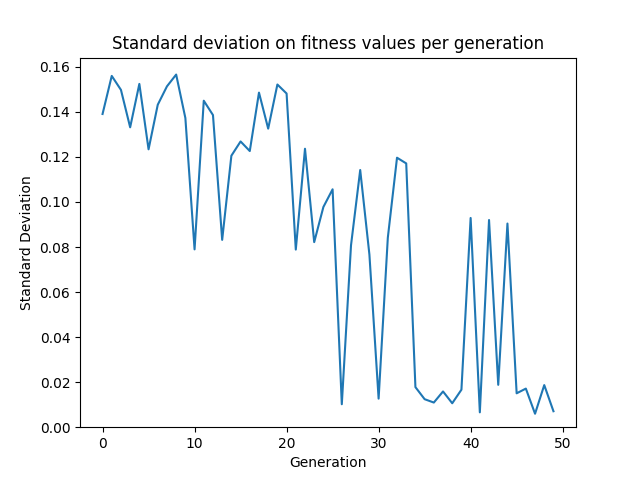 Standard deviation on fitness values per generation
0.16
0.14
0.12
0.10
0.08
0.06
0.04
0.02
0.00
Standard Deviation
0 10 20 30 40 50
Generation